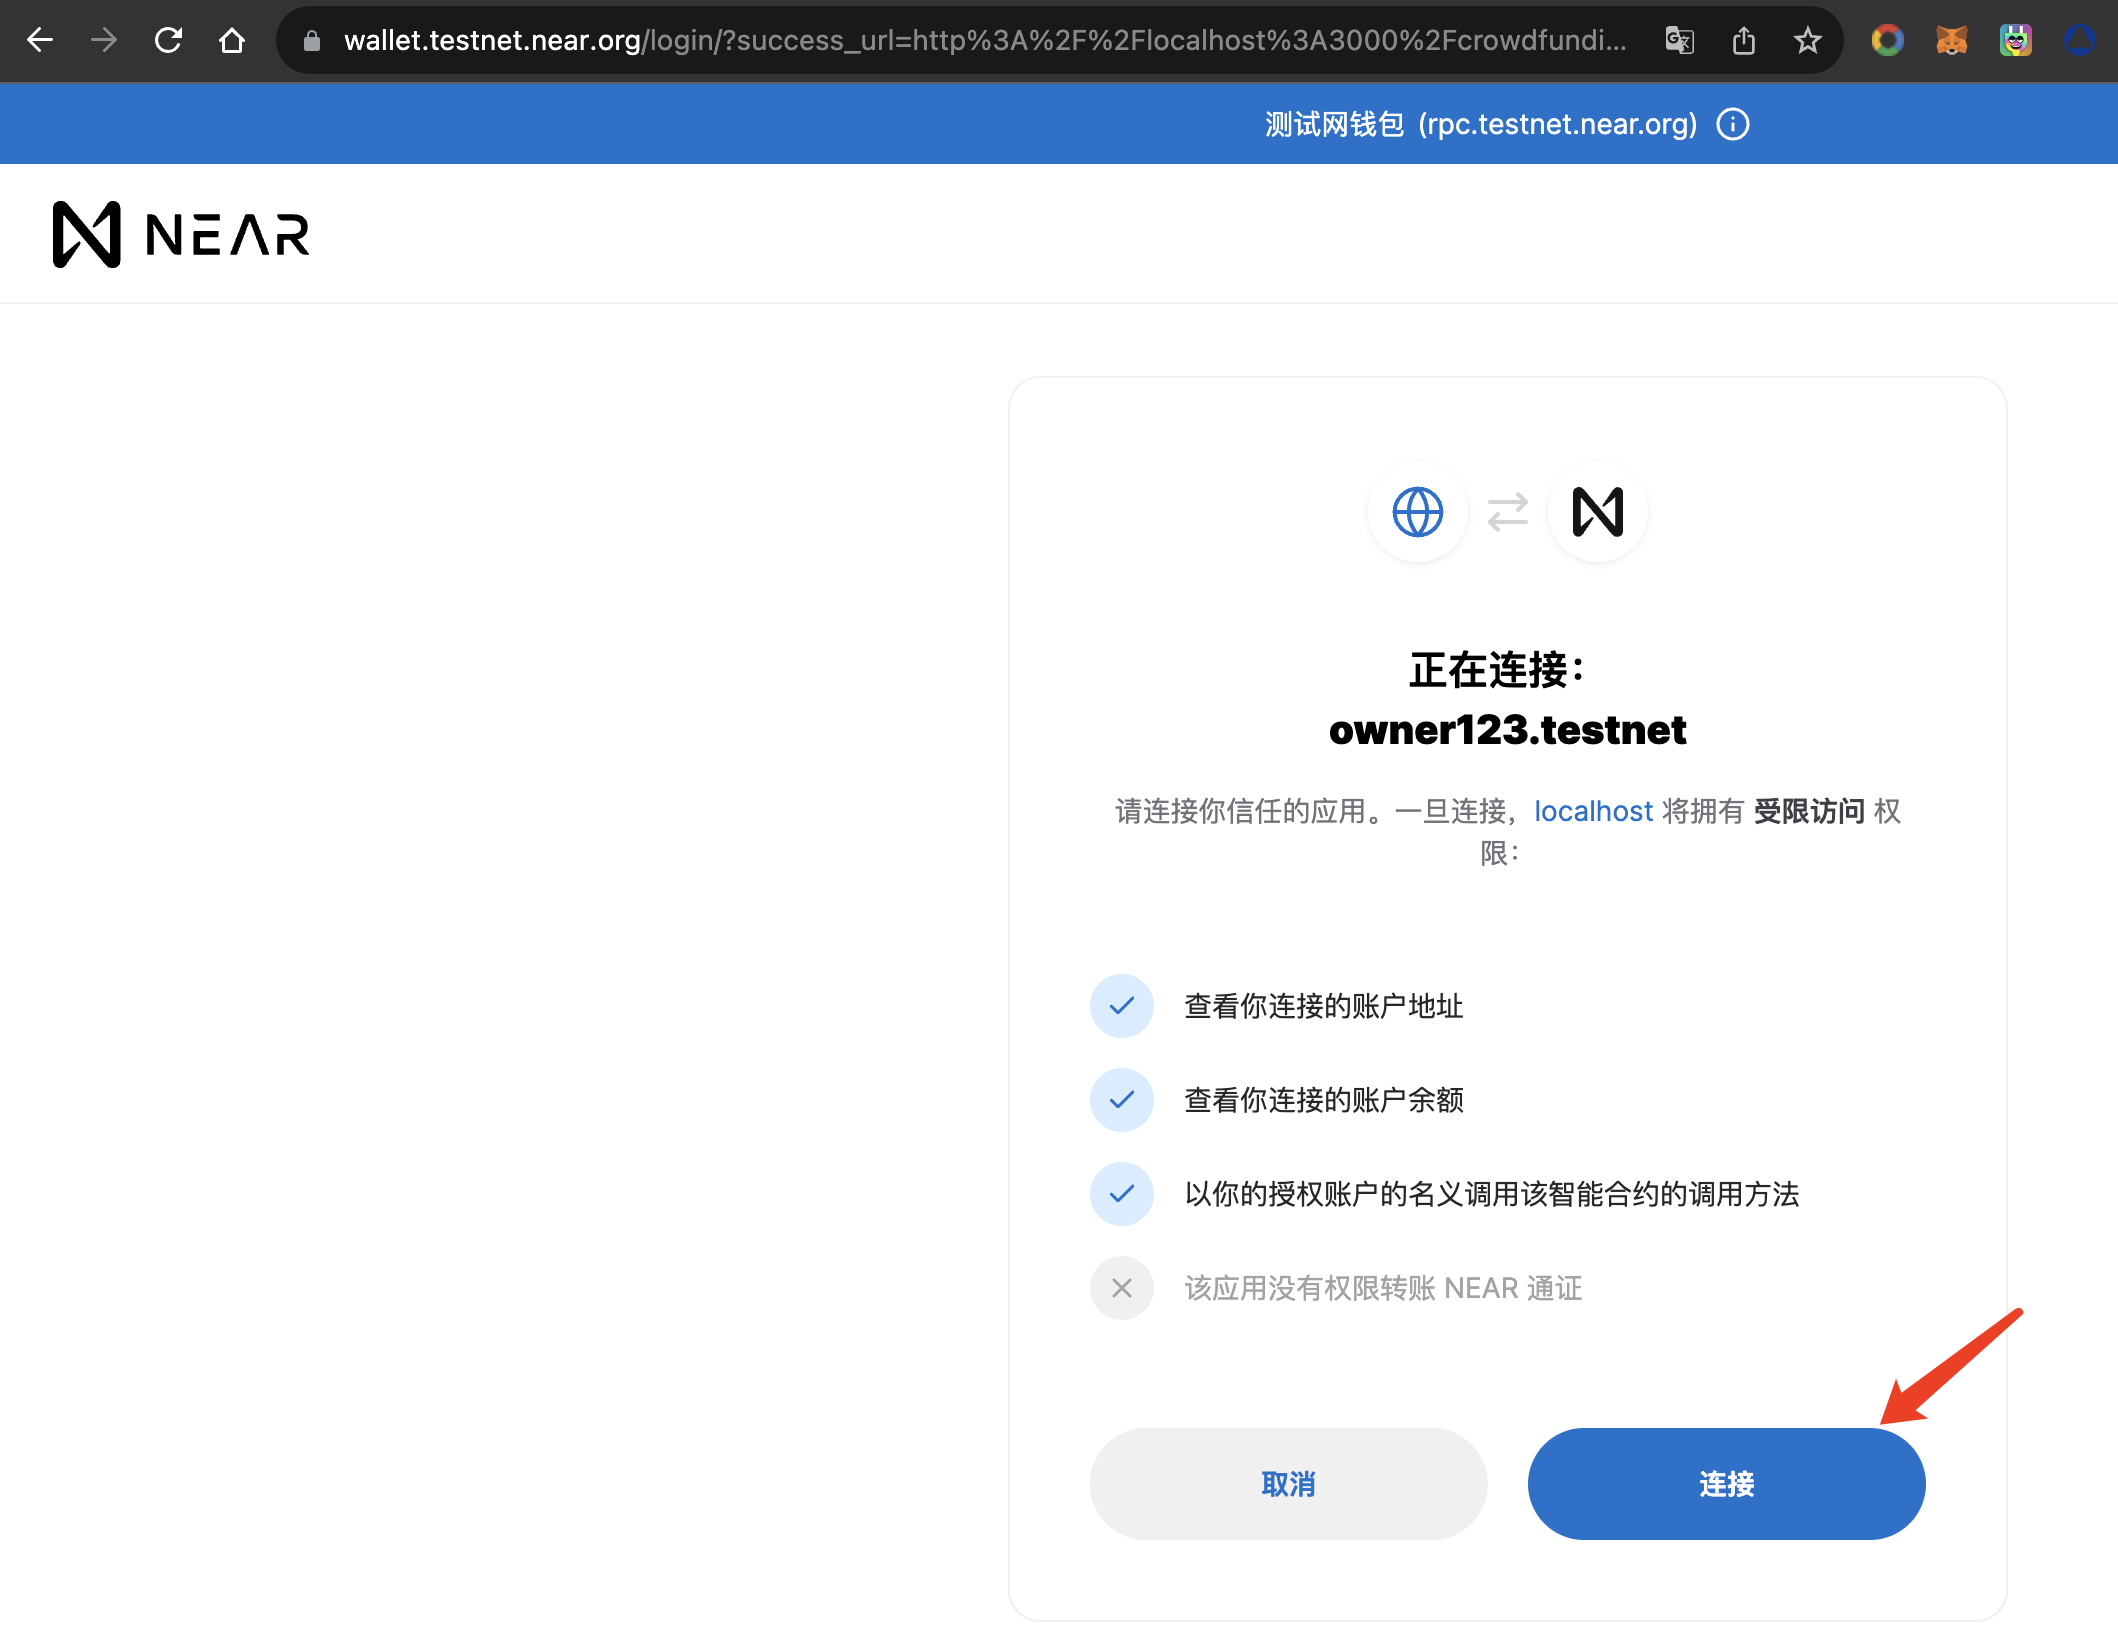 wallet.testnet.near.org/login/?success_url=http%3A%2F%2Flocalhost%3A3000%2Fcrowdfundi...
测试网钱包 (rpc.testnet.near.org)
NEAR
正在连接：
owner123.testnet
请连接你信任的应用。一旦连接，localhost 将拥有 受限访问 权
限：
查看你连接的账户地址
查看你连接的账户余额
以你的授权账户的名义调用该智能合约的调用方法
该应用没有权限转账 NEAR 通证
取消
连接